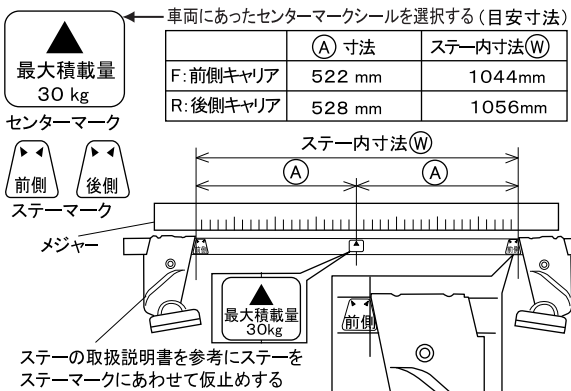 車両にあったセンターマークシールを選択する(目安寸法)
最大積載量
30 kg
センターマーク
Ⓐ 寸法 ステー内寸法Ⓦ
F:前側キャリア 522 mm 1044mm
R:後側キャリア 528 mm 1056mm
前側 後側
ステーマーク
ステー内寸法Ⓦ
Ⓐ Ⓐ
メジャー
前側 前側
最大積載量
30kg
前側
ステーの取扱説明書を参考にステーを
ステーマークにあわせて仮止めする